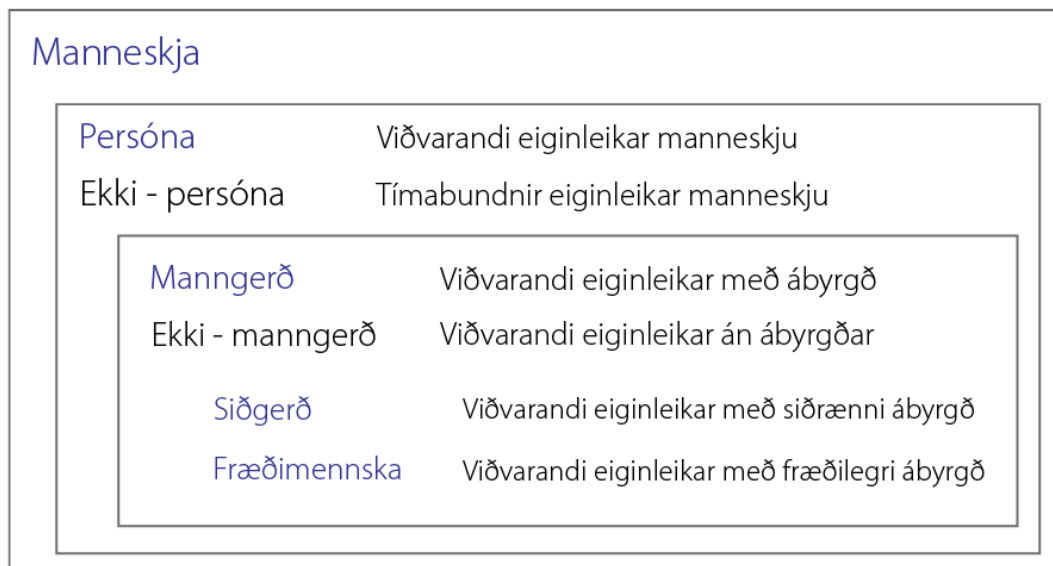 Manneskja
Persóna Viðvarandi eiginleikar manneskju
Ekki - persóna Tímabundnir eiginleikar manneskju
Manngerð Viðvarandi eiginleikar með ábyrgð
Ekki - manngerð Viðvarandi eiginleikar án ábyrgðar
Siðgerð Viðvarandi eiginleikar með siðrænni ábyrgð
Fræðimennska Viðvarandi eiginleikar með fræðilegri ábyrgð